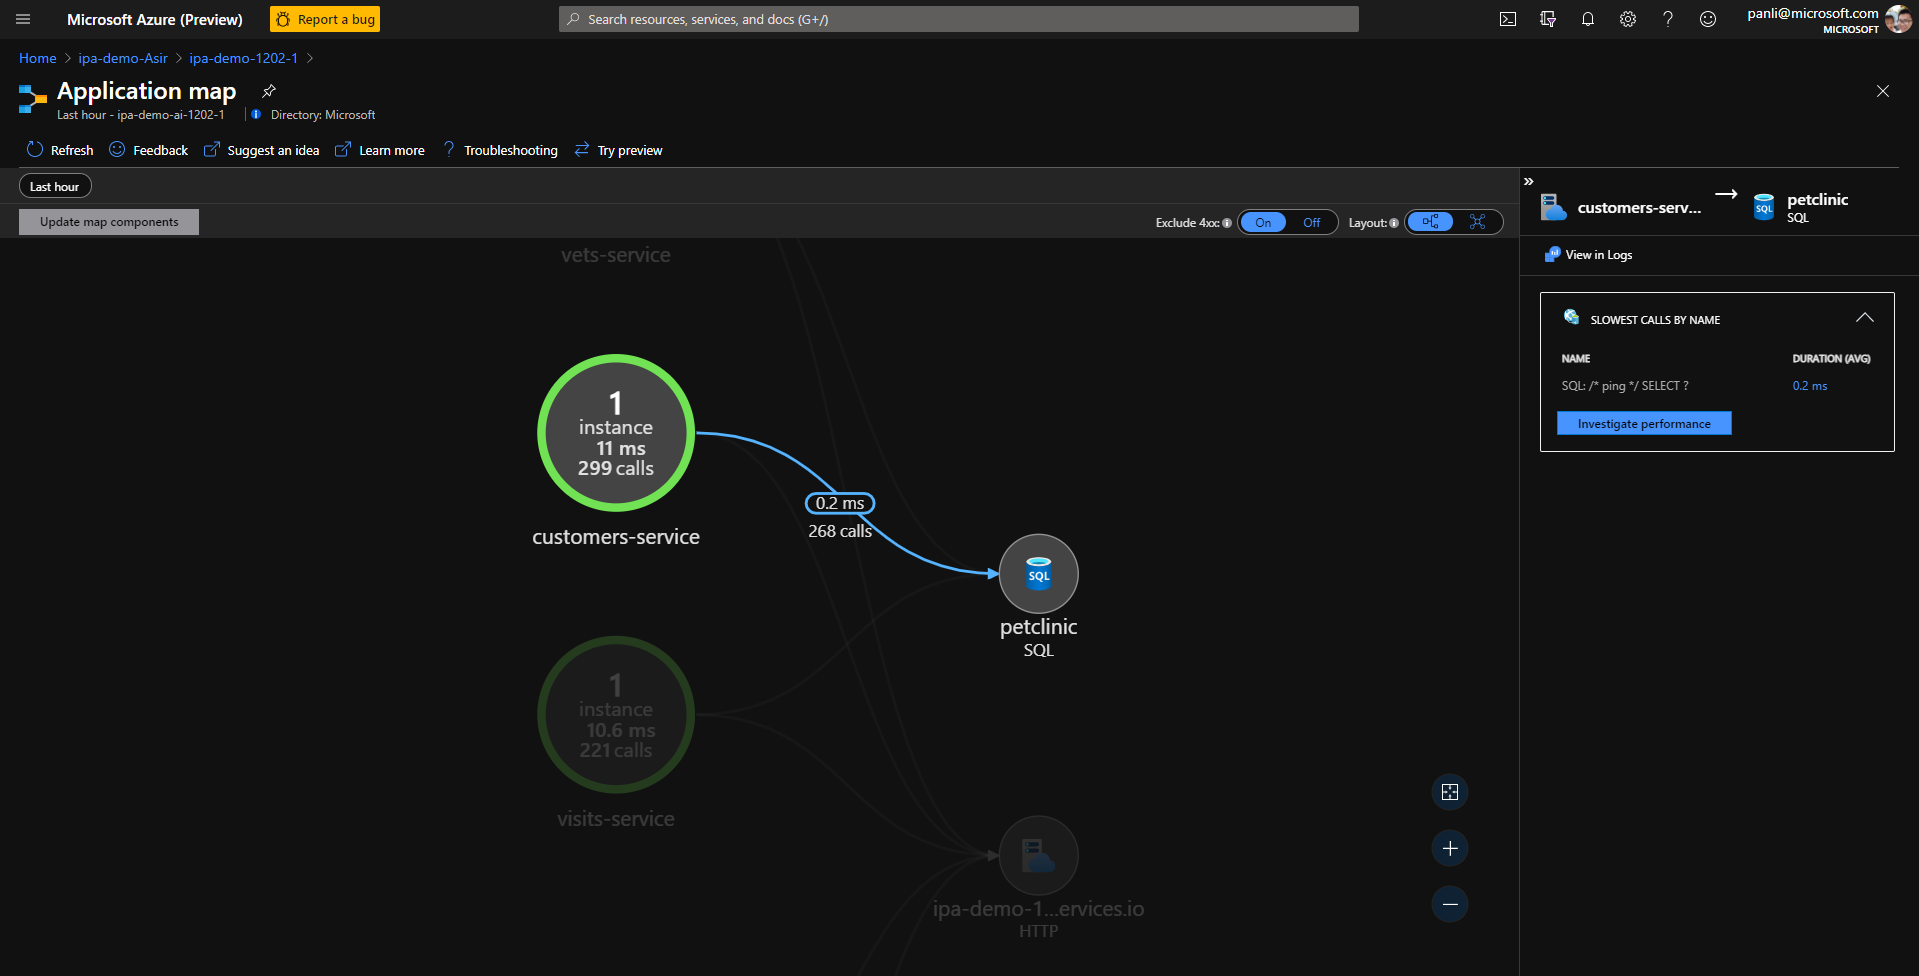 Microsoft Azure (Preview)
Report a bug
Search resources, services, and docs (G+/)
panli@microsoft.com
MICROSOFT
Home > ipa-demo-Asir > ipa-demo-1202-1 >
Application map
Last hour - ipa-demo-ai-1202-1
Directory: Microsoft
Refresh
Feedback
Suggest an idea
Learn more
Troubleshooting
Try preview
Last hour
Update map components
Exclude 4xx:
On
Off
Layout:
vets-service
1
instance
11 ms
299 calls
customers-service
0.2 ms
268 calls
SQL
petclinic
SQL
1
instance
10.6 ms
221 calls
visits-service
ipa-demo-1...ervices.io
HTTP
customers-serv...
SQL
petclinic
SQL
View in Logs
SLOWEST CALLS BY NAME
NAME DURATION (AVG)
SQL: /* ping */ SELECT ? 0.2 ms
Investigate performance